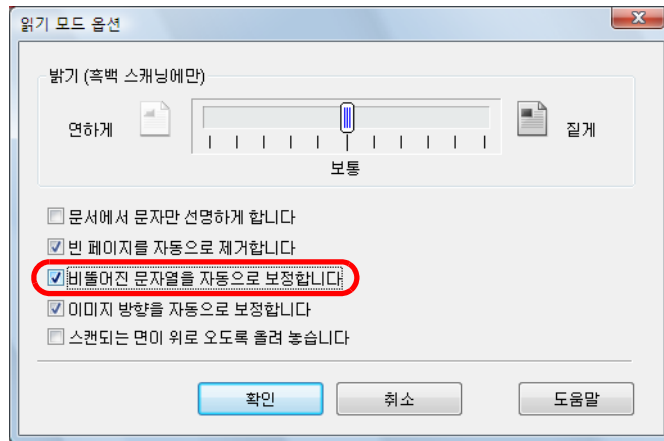 읽기 모드 옵션
밝기 (흑백 스캐닝에만)
연하게
짙게
보통
문서에서 문자만 선명하게 합니다
빈 페이지를 자동으로 제거합니다
비뚤어진 문자열을 자동으로 보정합니다
이미지 방향을 자동으로 보정합니다
스캔되는 면이 위로 오도록 올려 놓습니다
확인 취소 도움말